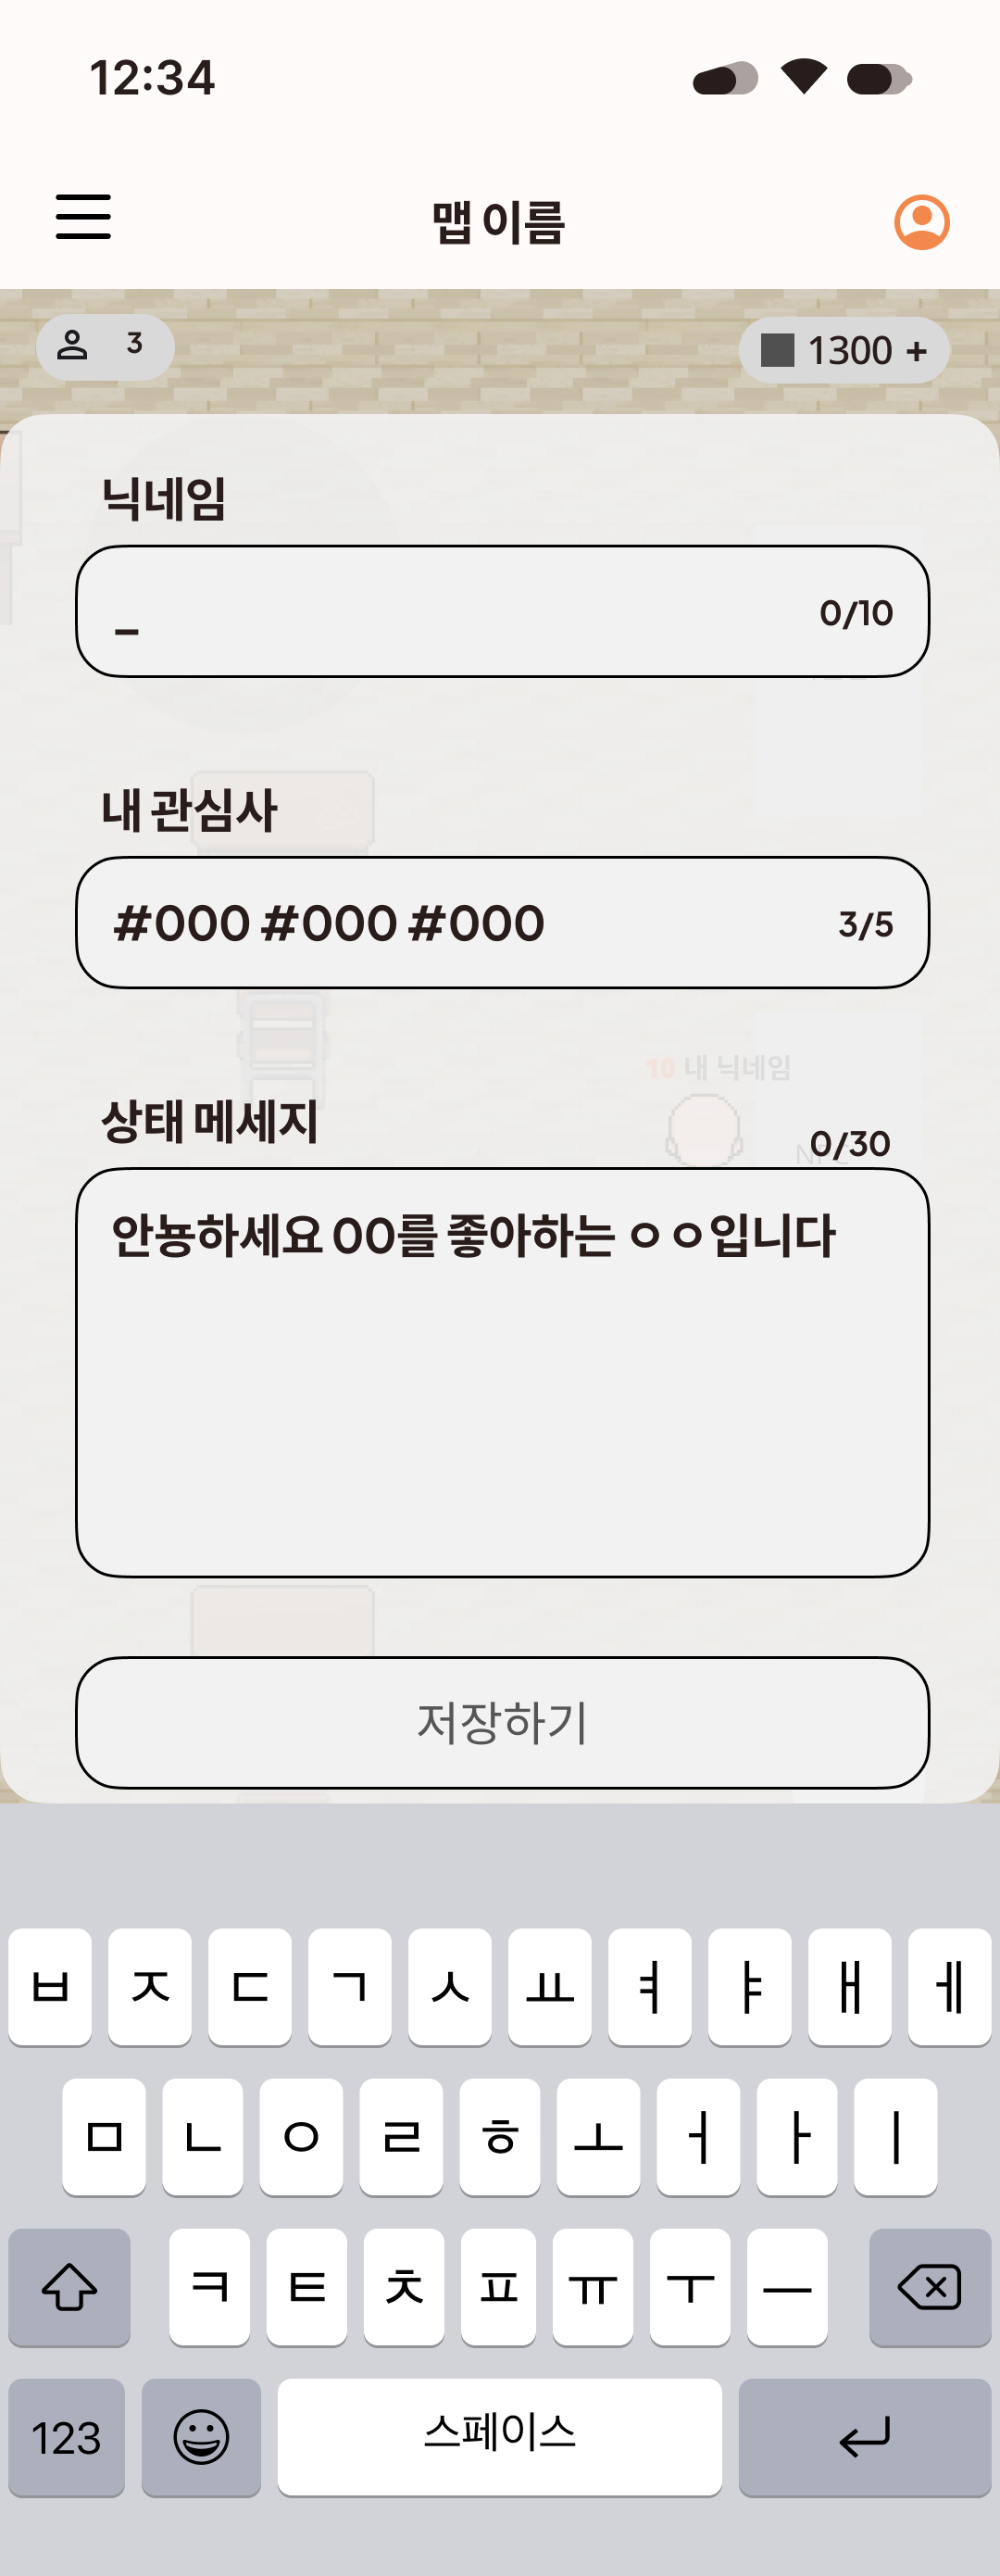 12:34
맵 이름
3
1300 +
닉네임
_
0/10
내 관심사
#000 #000 #000
3/5
10 내 닉네임
상태 메세지
0/30
안뇽하세요 00를 좋아하는 ㅇㅇ입니다
저장하기
ㅂ ㅈ ㄷ ㄱ ㅅ ㅛ ㅕ ㅑ ㅐ ㅔ
ㅁ ㄴ ㅇ ㄹ ㅎ ㅗ ㅓ ㅏ ㅣ
ㅋ ㅌ ㅊ ㅍ ㅠ ㅜ ㅡ
123 스페이스